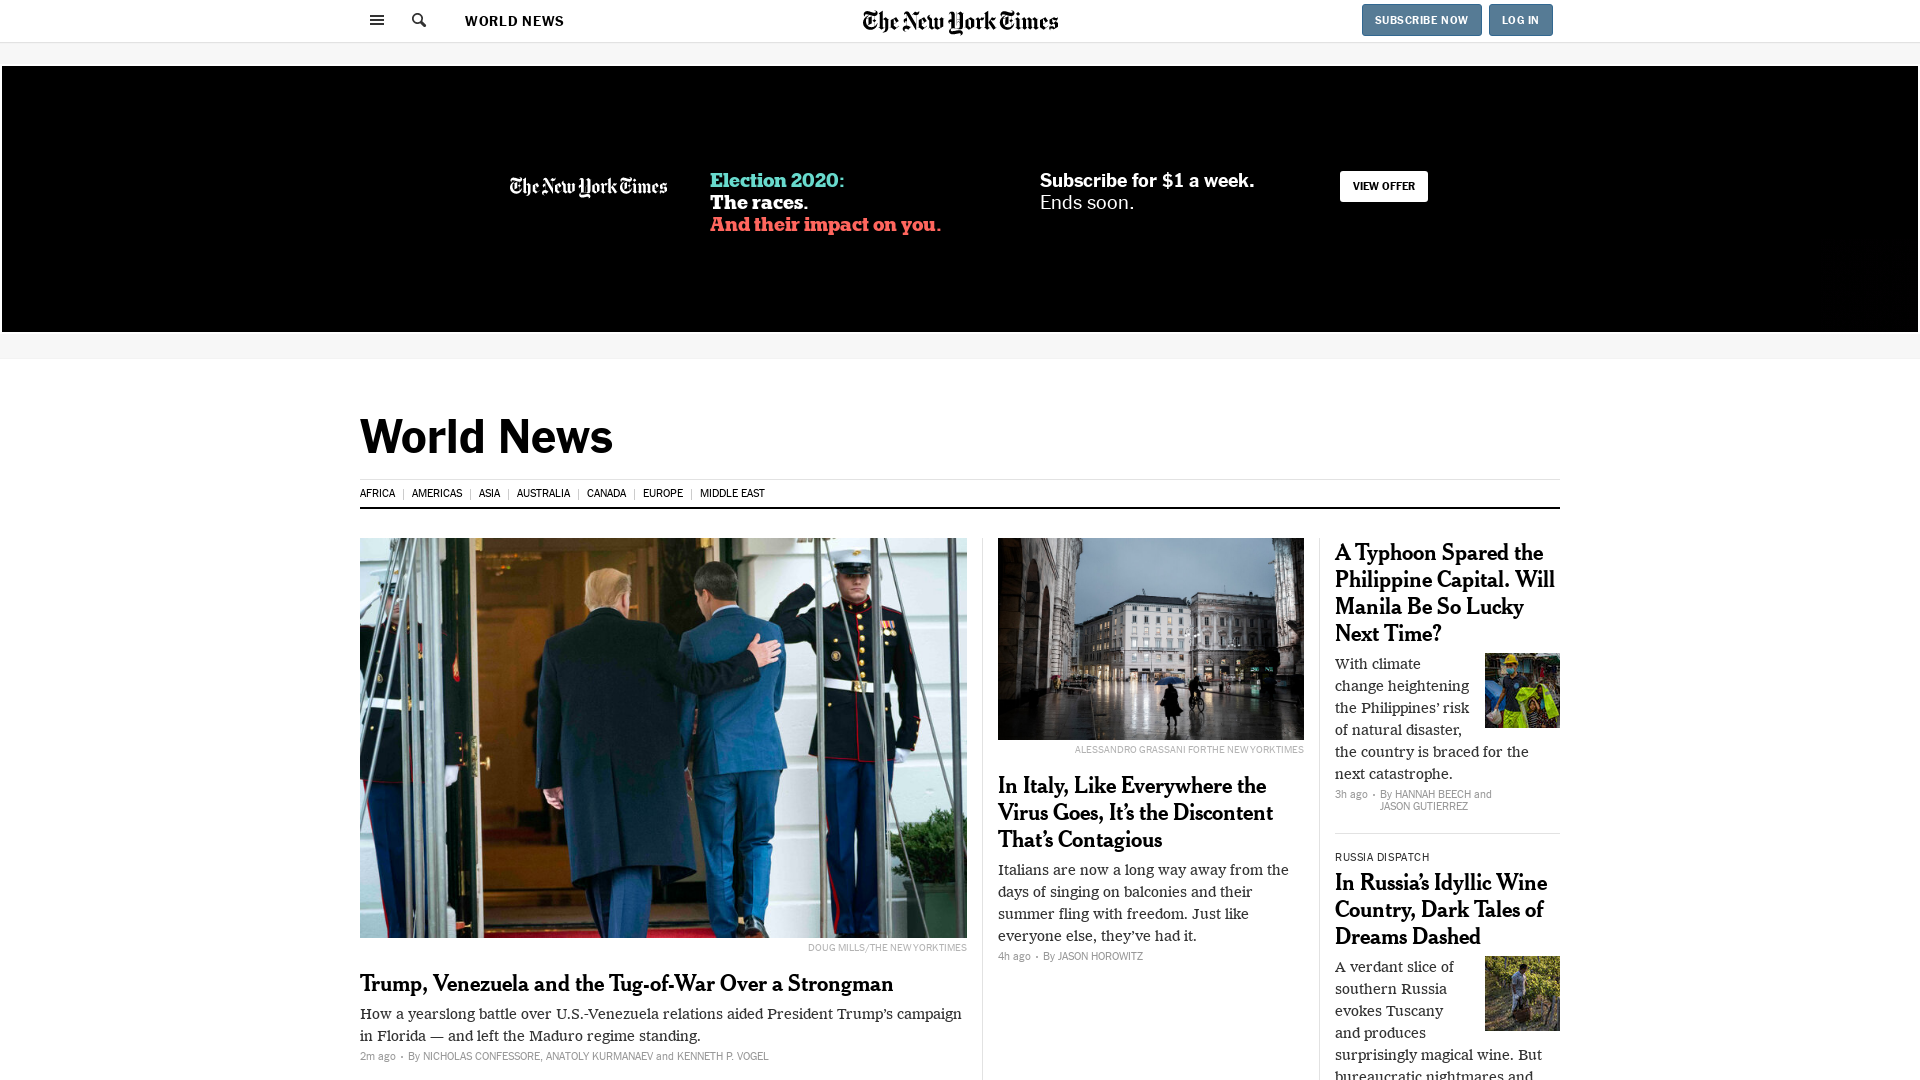 WORLD NEWS
The New York Times
SUBSCRIBE NOW
LOG IN
The New York Times
Election 2020:
The races.
And their impact on you.
Subscribe for $1 a week.
Ends soon.
VIEW OFFER
World News
AFRICA
AMERICAS
ASIA
AUSTRALIA
CANADA
EUROPE
MIDDLE EAST
DOUG MILLS/THE NEW YORK TIMES
Trump, Venezuela and the Tug-of-War Over a Strongman
How a yearslong battle over U.S.-Venezuela relations aided President Trump’s campaign
in Florida — and left the Maduro regime standing.
2m ago · By NICHOLAS CONFESSORE, ANATOLY KURMANAEV and KENNETH P. VOGEL
ALESSANDRO GRASSANI FOR THE NEW YORK TIMES
In Italy, Like Everywhere the
Virus Goes, It’s the Discontent
That’s Contagious
Italians are now a long way away from the
days of singing on balconies and their
summer fling with freedom. Just like
everyone else, they’ve had it.
4h ago · By JASON HOROWITZ
A Typhoon Spared the
Philippine Capital. Will
Manila Be So Lucky
Next Time?
With climate
change heightening
the Philippines’ risk
of natural disaster,
the country is braced for the
next catastrophe.
3h ago · By HANNAH BEECH and
JASON GUTIERREZ
RUSSIA DISPATCH
In Russia’s Idyllic Wine
Country, Dark Tales of
Dreams Dashed
A verdant slice of
southern Russia
evokes Tuscany
and produces
surprisingly magical wine. But
bureaucratic nightmares and